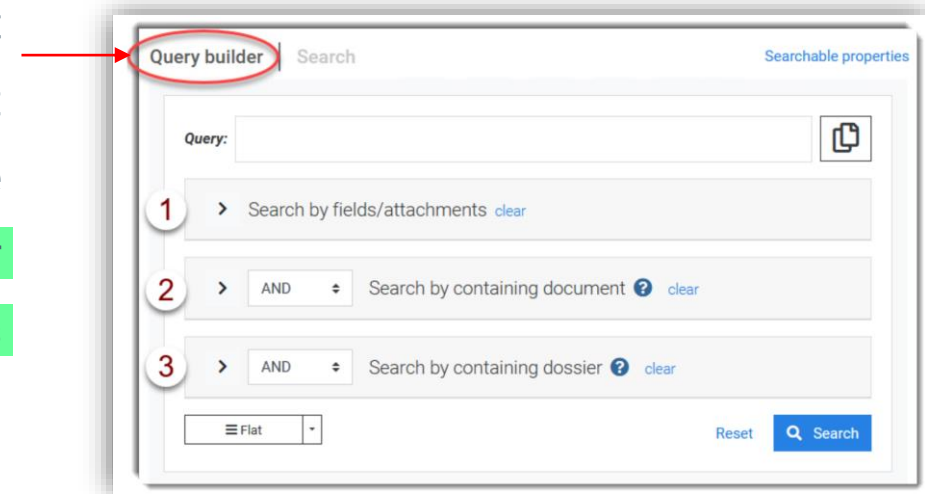 Query builder Search Searchable properties
Query:
1 Search by fields/attachments clear
2 AND Search by containing document ? clear
3 AND Search by containing dossier ? clear
Flat Reset Search